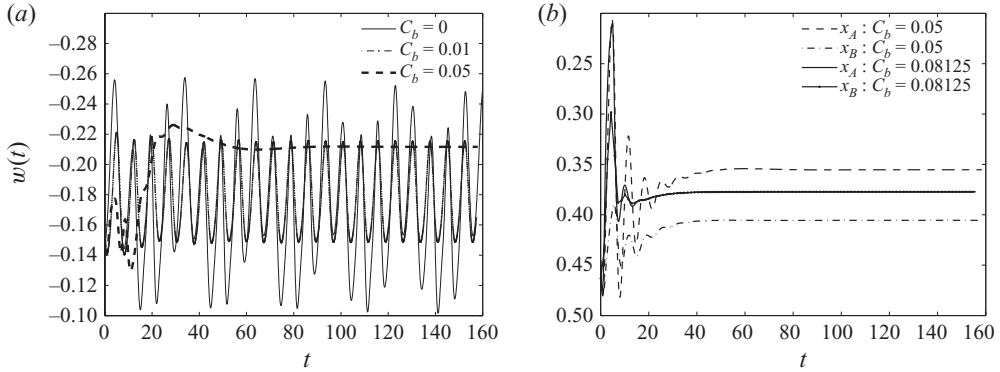 (a)
C_b = 0
C_b = 0.01
C_b = 0.05
–0.30
–0.28
–0.26
–0.24
–0.22
–0.20
–0.18
–0.16
–0.14
–0.12
–0.10
w(t)
0 20 40 60 80 100 120 140 160
t
(b)
x_A : C_b = 0.05
x_B : C_b = 0.05
x_A : C_b = 0.08125
x_B : C_b = 0.08125
0.25
0.35
0.40
0.45
0.50
0 20 40 60 80 100 120 140 160
t